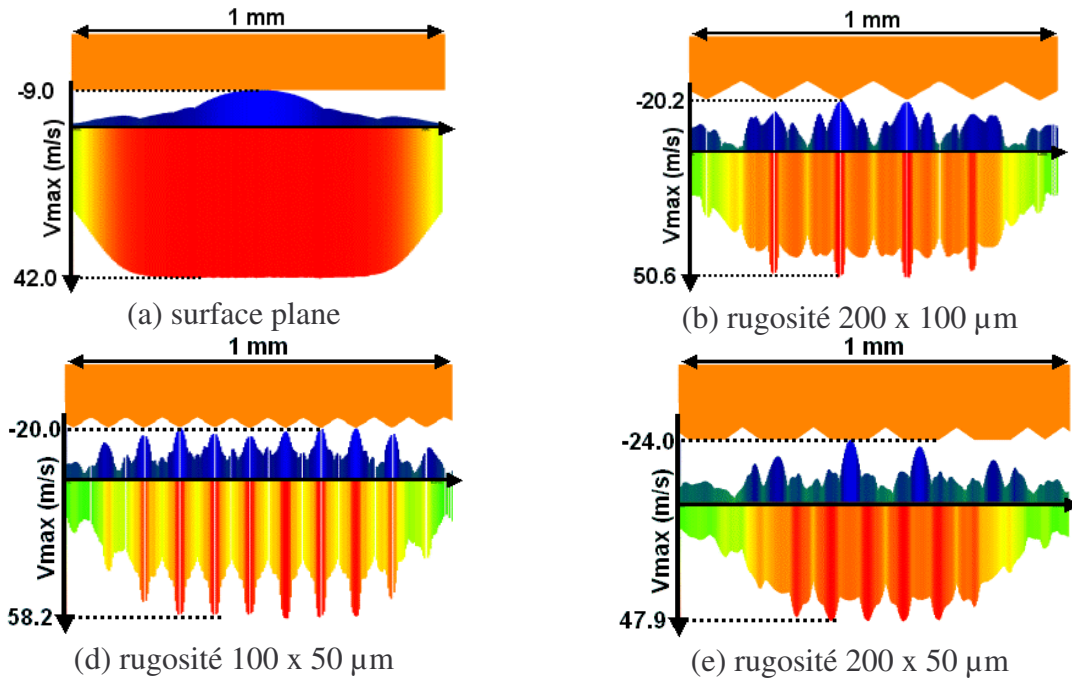 1 mm
-9.0
Vmax (m/s)
42.0
(a) surface plane
1 mm
-20.2
Vmax (m/s)
50.6
(b) rugosité 200 x 100 µm
1 mm
-20.0
Vmax (m/s)
58.2
(d) rugosité 100 x 50 µm
1 mm
-24.0
Vmax (m/s)
47.9
(e) rugosité 200 x 50 µm